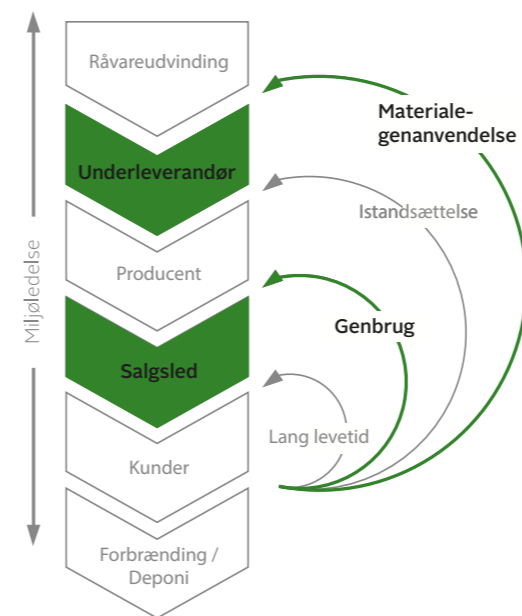 Råvareudvinding
Underleverandør
Producent
Salgsled
Kunder
Forbrænding /
Deponi
Miljøledelse
Materiale-
genanvendelse
Istandsættelse
Genbrug
Lang levetid